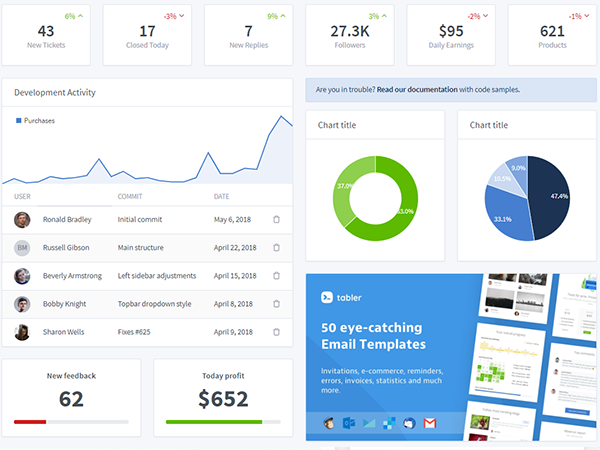 6%
43
New Tickets
-3%
17
Closed Today
9%
7
New Replies
3%
27.3K
Followers
-2%
$95
Daily Earnings
-1%
621
Products
Development Activity
Purchases
USER COMMIT DATE
Ronald Bradley Initial commit May 6, 2018
BM Russell Gibson Main structure April 22, 2018
Beverly Armstrong Left sidebar adjustments April 15, 2018
Bobby Knight Topbar dropdown style April 8, 2018
Sharon Wells Fixes #625 April 9, 2018
New feedback
62
Today profit
$652
Are you in trouble? Read our documentation with code samples.
Chart title
37.0%
63.0%
Chart title
9.0%
10.5%
47.4%
33.1%
tabler
50 eye-catching
Email Templates
Invitations, e-commerce, reminders,
errors, invoices, statistics and much
more.